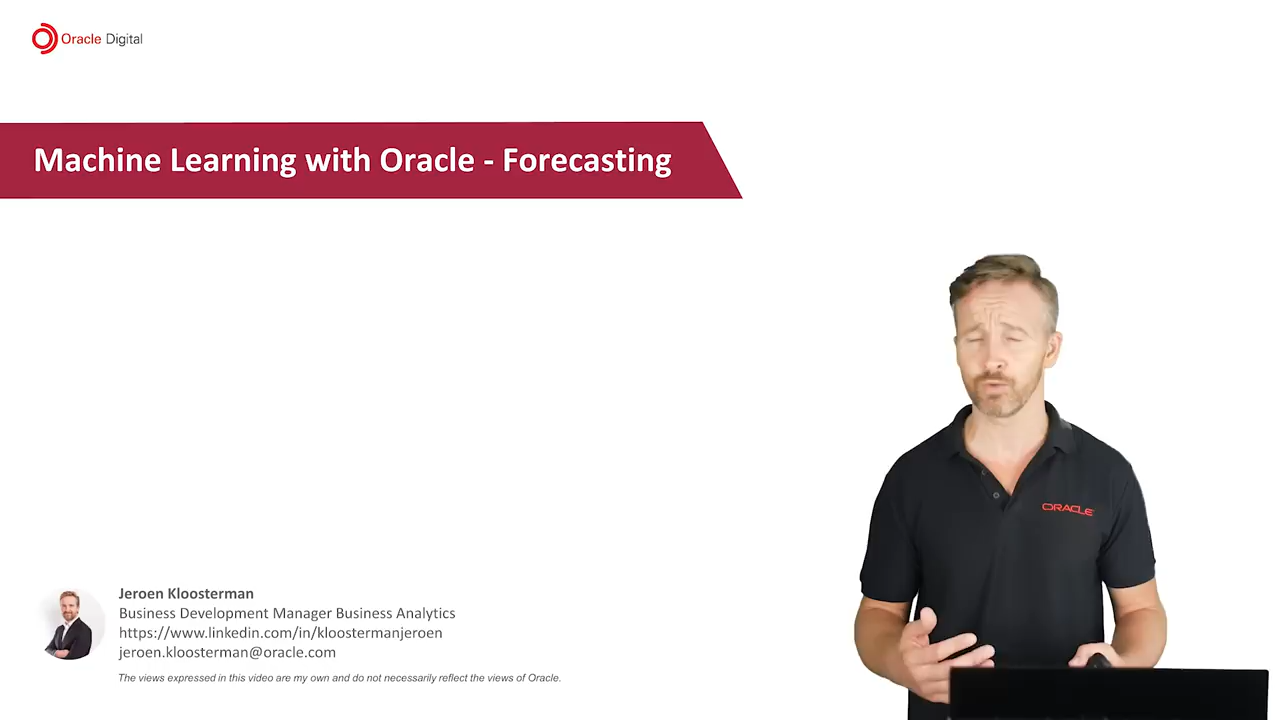 Oracle Digital
Machine Learning with Oracle - Forecasting
ORACLE
Jeroen Kloosterman
Business Development Manager Business Analytics
https://www.linkedin.com/in/kloostermanjeroen
jeroen.kloosterman@oracle.com
The views expressed in this video are my own and do not necessarily reflect the views of Oracle.